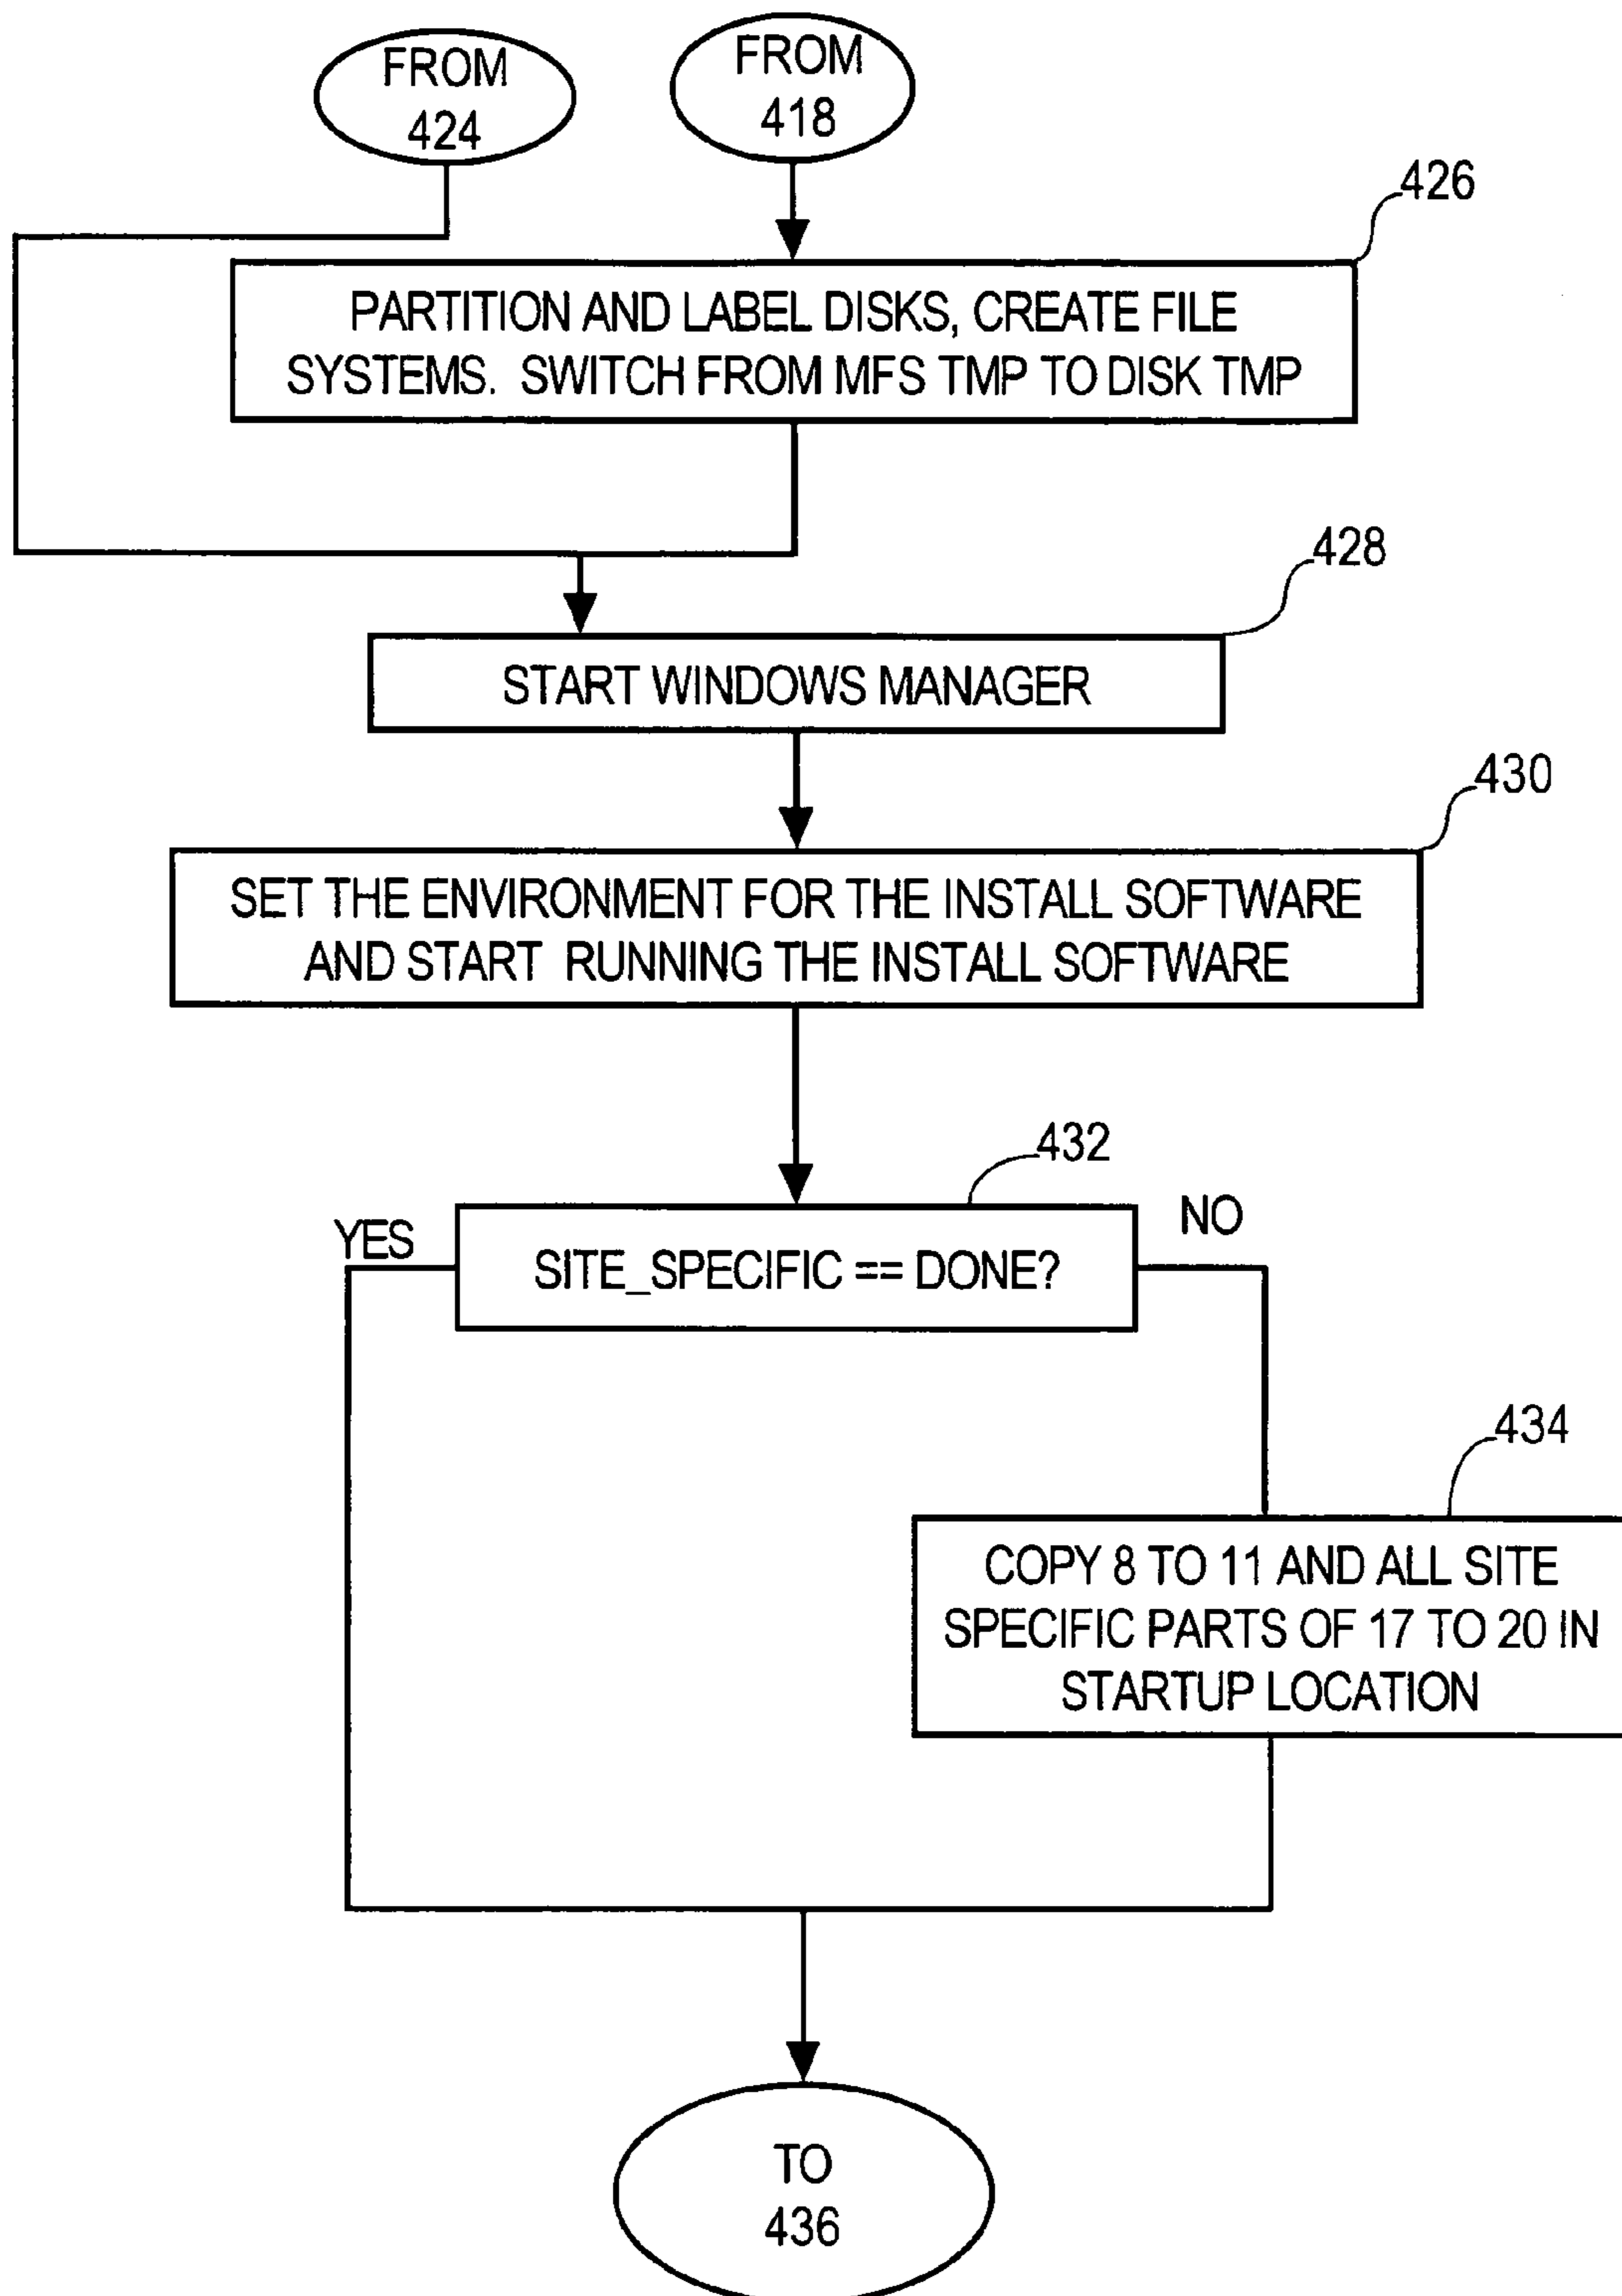 FROM
424
FROM
418
426
PARTITION AND LABEL DISKS, CREATE FILE
SYSTEMS. SWITCH FROM MFS TMP TO DISK TMP
428
START WINDOWS MANAGER
430
SET THE ENVIRONMENT FOR THE INSTALL SOFTWARE
AND START RUNNING THE INSTALL SOFTWARE
432
YES
NO
SITE_SPECIFIC == DONE?
434
COPY 8 TO 11 AND ALL SITE
SPECIFIC PARTS OF 17 TO 20 IN
STARTUP LOCATION
TO
436